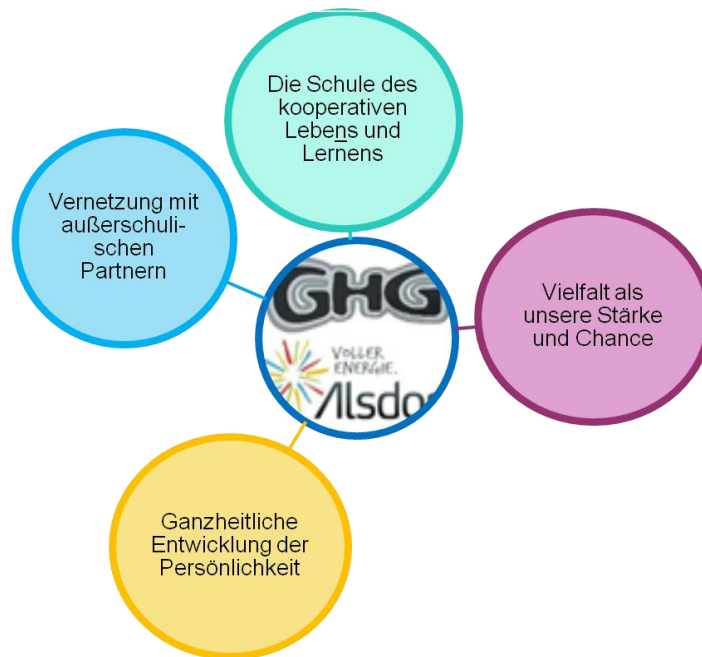 Die Schule des
kooperativen
Lebens und
Lernens
Vernetzung mit
außerschuli-
schen
Partnern
GHG
VOLLER
ENERGIE.
Alsdo
Vielfalt als
unsere Stärke
und Chance
Ganzheitliche
Entwicklung der
Persönlichkeit